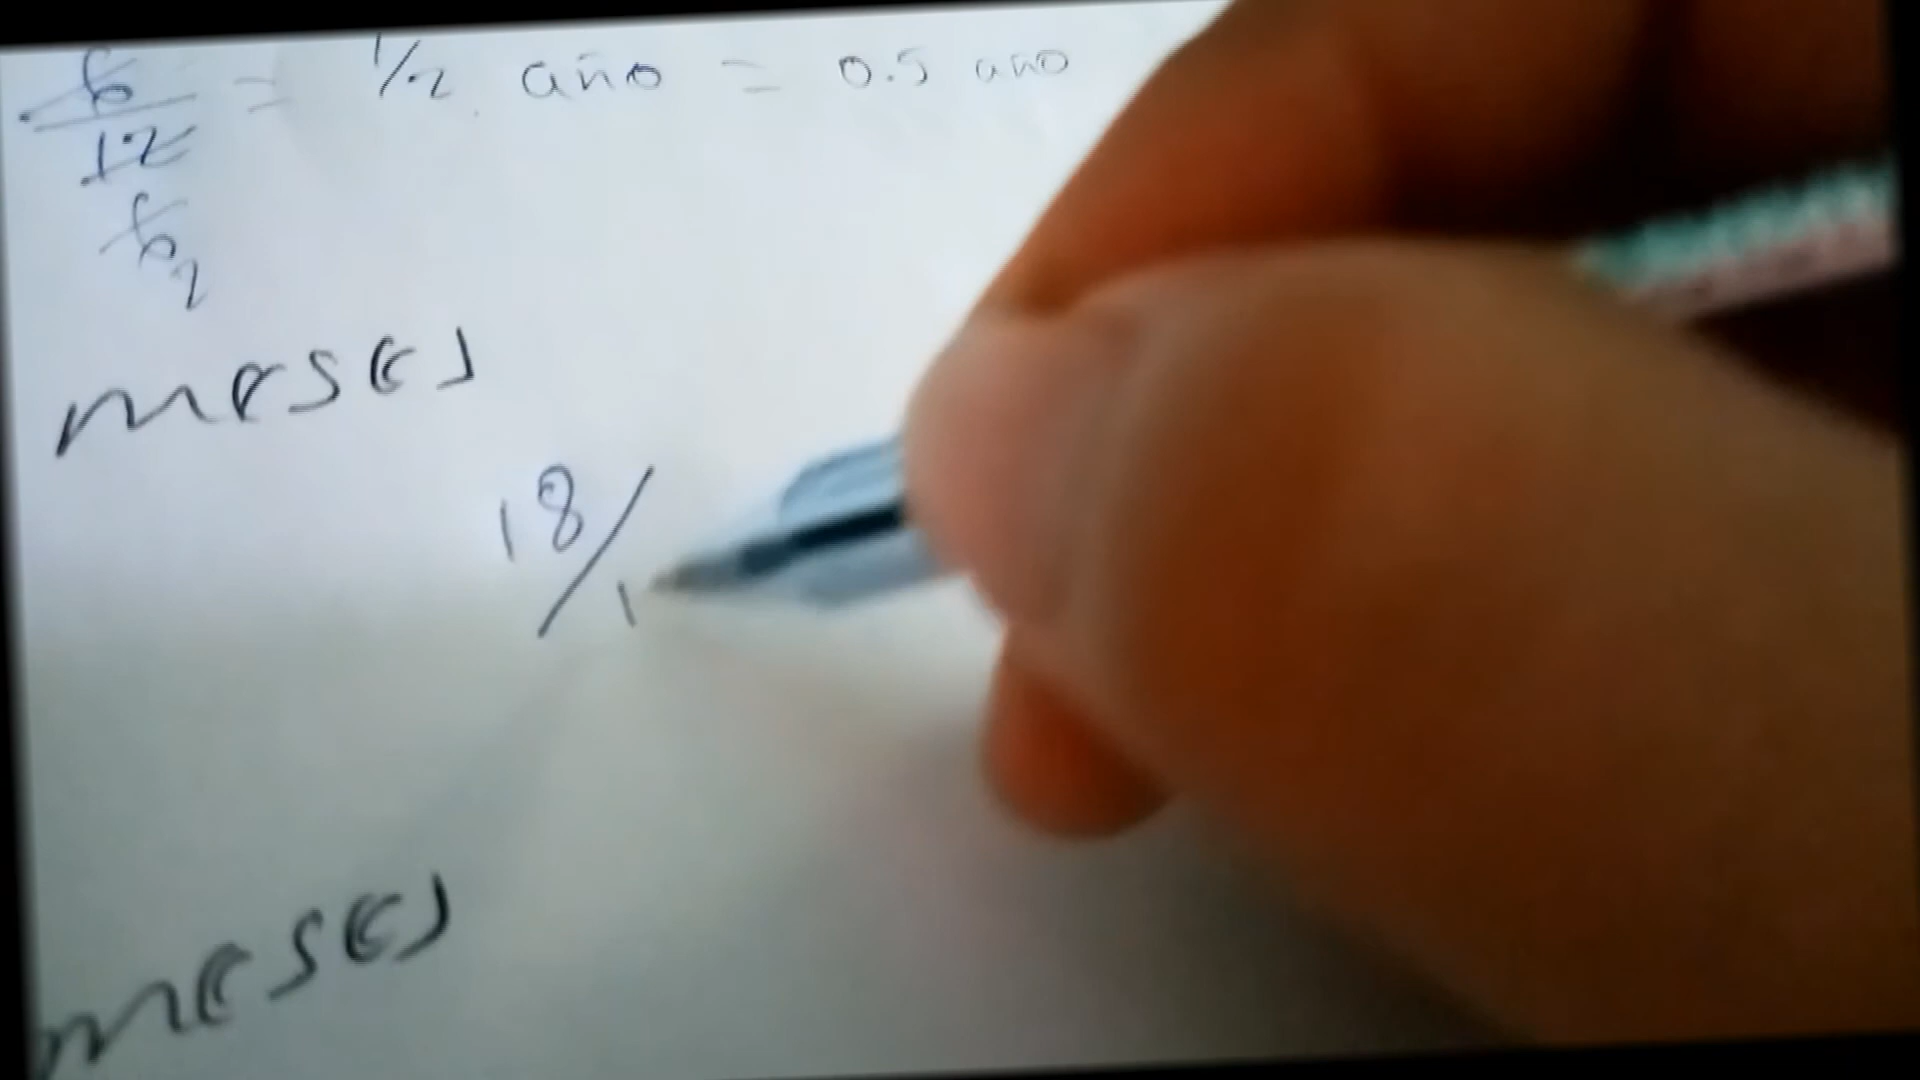 6/12 = 1/2 año = 0.5 año
6
2
meses
18/1
meses